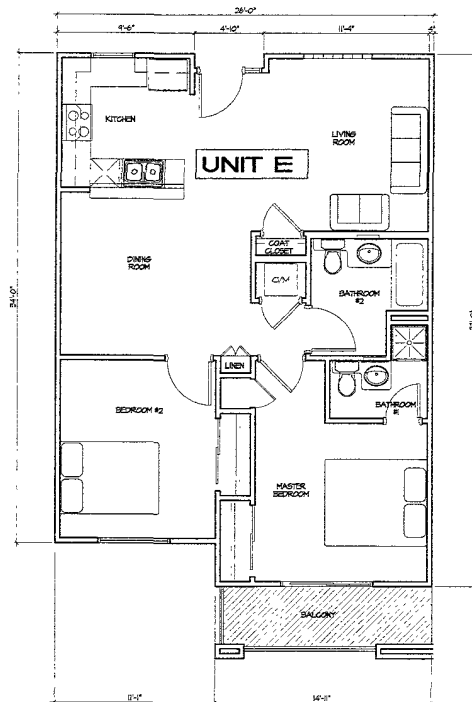 26'-0"
9'-6"
4'-10"
11'-4"
KITCHEN
LIVING
ROOM
UNIT E
COAT
CLOSET
DINING
ROOM
BATHROOM
#2
34'-0"
LINEN
BEDROOM #2
BATHROOM
#1
MASTER
BEDROOM
BALCONY
11'-1"
14'-11"